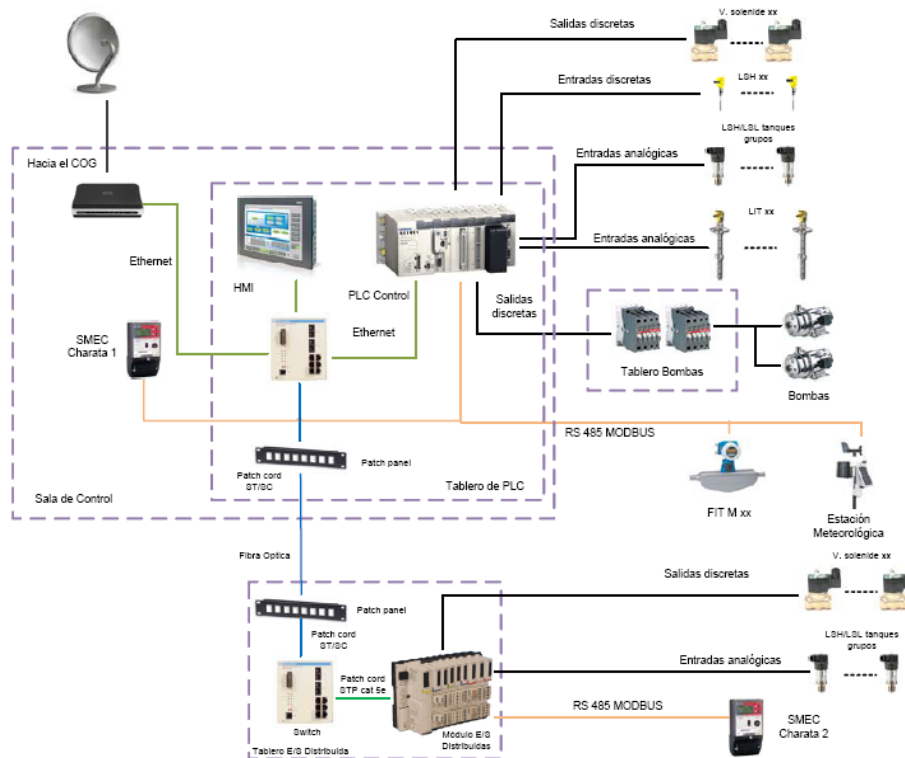 V. solenide xx
Salidas discretas
Entradas discretas
LSH xx
LSH/LSL tanques
grupos
Hacia el COG
Entradas analógicas
LIT xx
Entradas analógicas
Ethernet
HMI
PLC Control
Salidas
discretas
Ethernet
SMEC
Charata 1
Tablero Bombas
Bombas
RS 485 MODBUS
Patch panel
Patch cord
ST/SC
Tablero de PLC
Sala de Control
FIT M xx
Estación
Meteorológica
Fibra Optica
V. solenide xx
Salidas discretas
Patch panel
Patch cord
ST/SC
LSH/LSL tanques
grupos
Entradas analógicas
Patch cord
STP cat 5e
RS 485 MODBUS
SMEC
Charata 2
Switch
Módulo E/S
Distribuidas
Tablero E/S Distribuida